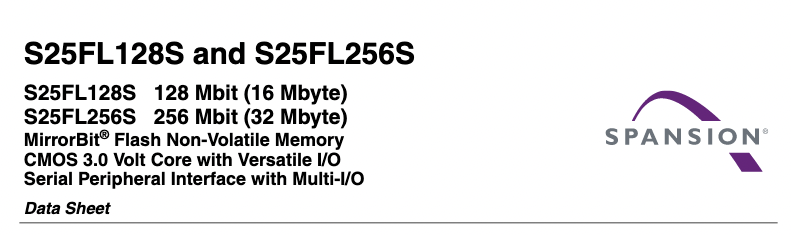 S25FL128S and S25FL256S
S25FL128S 128 Mbit (16 Mbyte)
S25FL256S 256 Mbit (32 Mbyte)
MirrorBit® Flash Non-Volatile Memory
CMOS 3.0 Volt Core with Versatile I/O
Serial Peripheral Interface with Multi-I/O
SPANSION®
Data Sheet